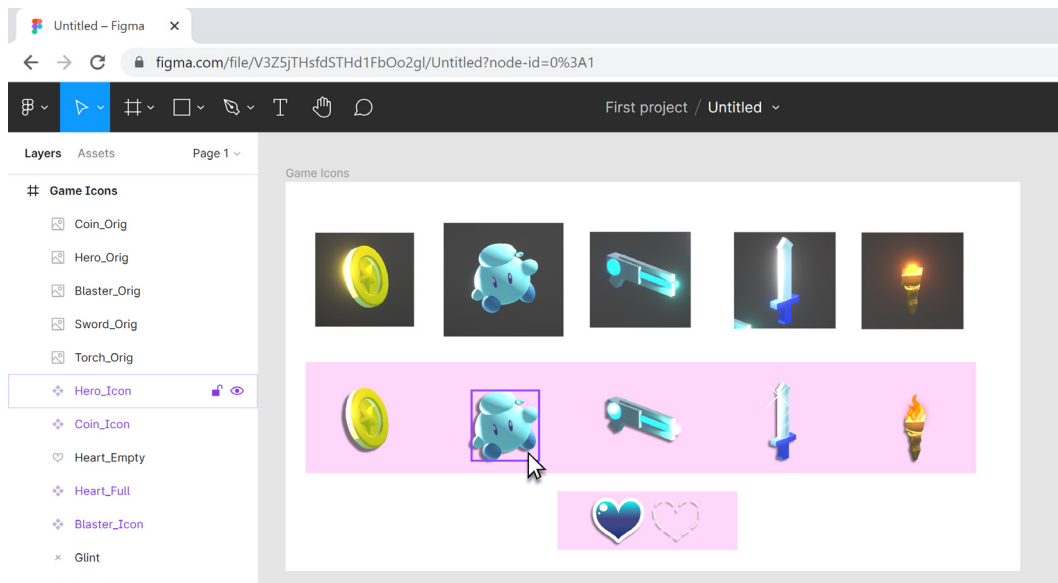 Untitled – Figma
figma.com/file/V3Z5jTHsfdSTHd1FbOo2gl/Untitled?node-id=0%3A1
First project / Untitled
Layers Assets Page 1
Game Icons
Game Icons
Coin_Orig
Hero_Orig
Blaster_Orig
Sword_Orig
Torch_Orig
Hero_Icon
Coin_Icon
Heart_Empty
Heart_Full
Blaster_Icon
Glint